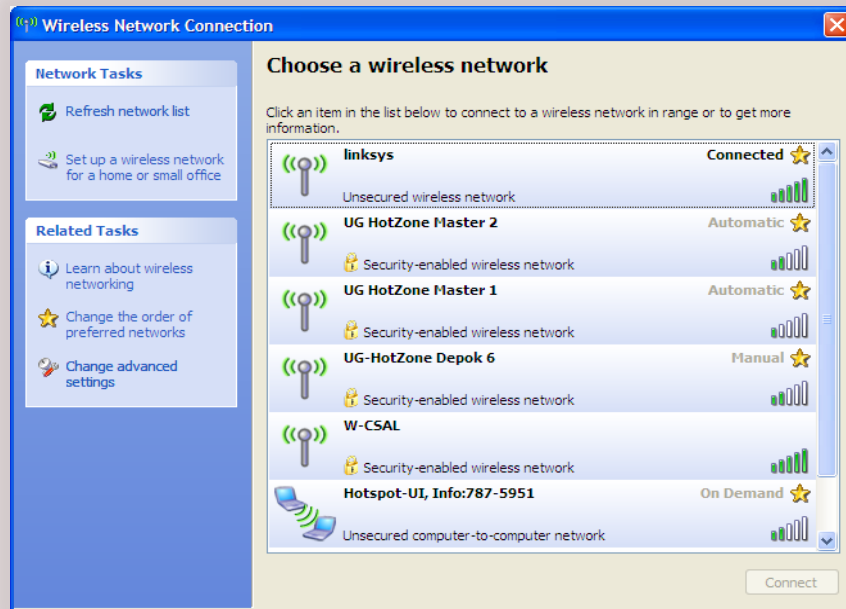 Wireless Network Connection
Network Tasks
Refresh network list
Set up a wireless network
for a home or small office
Related Tasks
Learn about wireless
networking
Change the order of
preferred networks
Change advanced
settings
Choose a wireless network
Click an item in the list below to connect to a wireless network in range or to get more
information.
linksys Connected
Unsecured wireless network
UG HotZone Master 2 Automatic
Security-enabled wireless network
UG HotZone Master 1 Automatic
Security-enabled wireless network
UG-HotZone Depok 6 Manual
Security-enabled wireless network
W-CSAL
Security-enabled wireless network
Hotspot-UI, Info:787-5951 On Demand
Unsecured computer-to-computer network
Connect